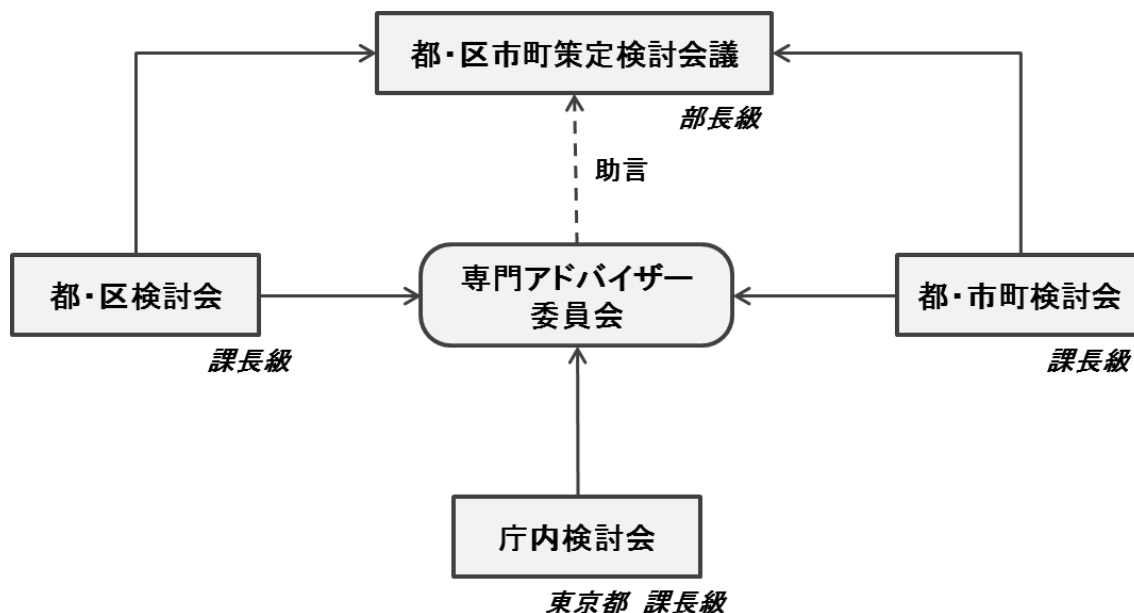 都・区市町策定検討会議
部長級
助言
都・区検討会
課長級
専門アドバイザー
委員会
都・市町検討会
課長級
庁内検討会
東京都 課長級